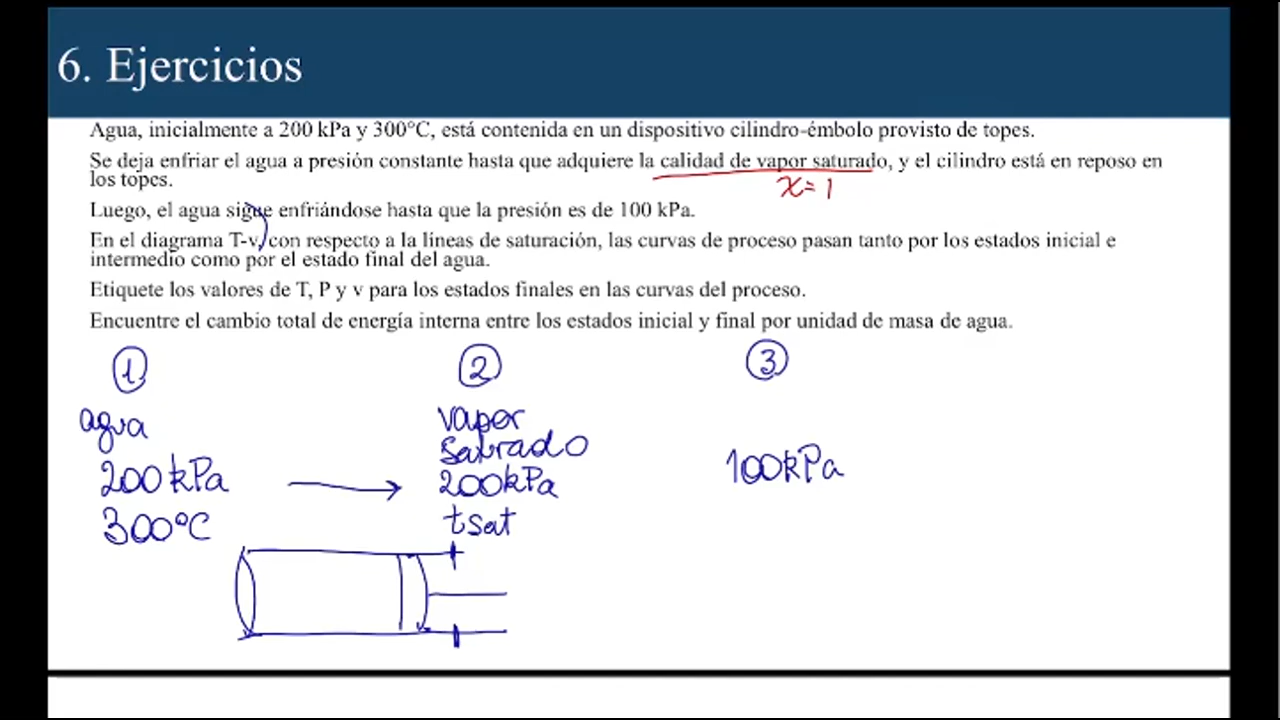 6. Ejercicios
Agua, inicialmente a 200 kPa y 300°C, está contenida en un dispositivo cilindro-émbolo provisto de topes.
Se deja enfriar el agua a presión constante hasta que adquiere la calidad de vapor saturado, y el cilindro está en reposo en
los topes.
x=1
Luego, el agua sigue enfriándose hasta que la presión es de 100 kPa.
En el diagrama T-v, con respecto a la líneas de saturación, las curvas de proceso pasan tanto por los estados inicial e
intermedio como por el estado final del agua.
Etiquete los valores de T, P y v para los estados finales en las curvas del proceso.
Encuentre el cambio total de energía interna entre los estados inicial y final por unidad de masa de agua.
1
agua
200 kPa
300°C
2
vapor
saturado
200kPa
tsat
3
100kPa